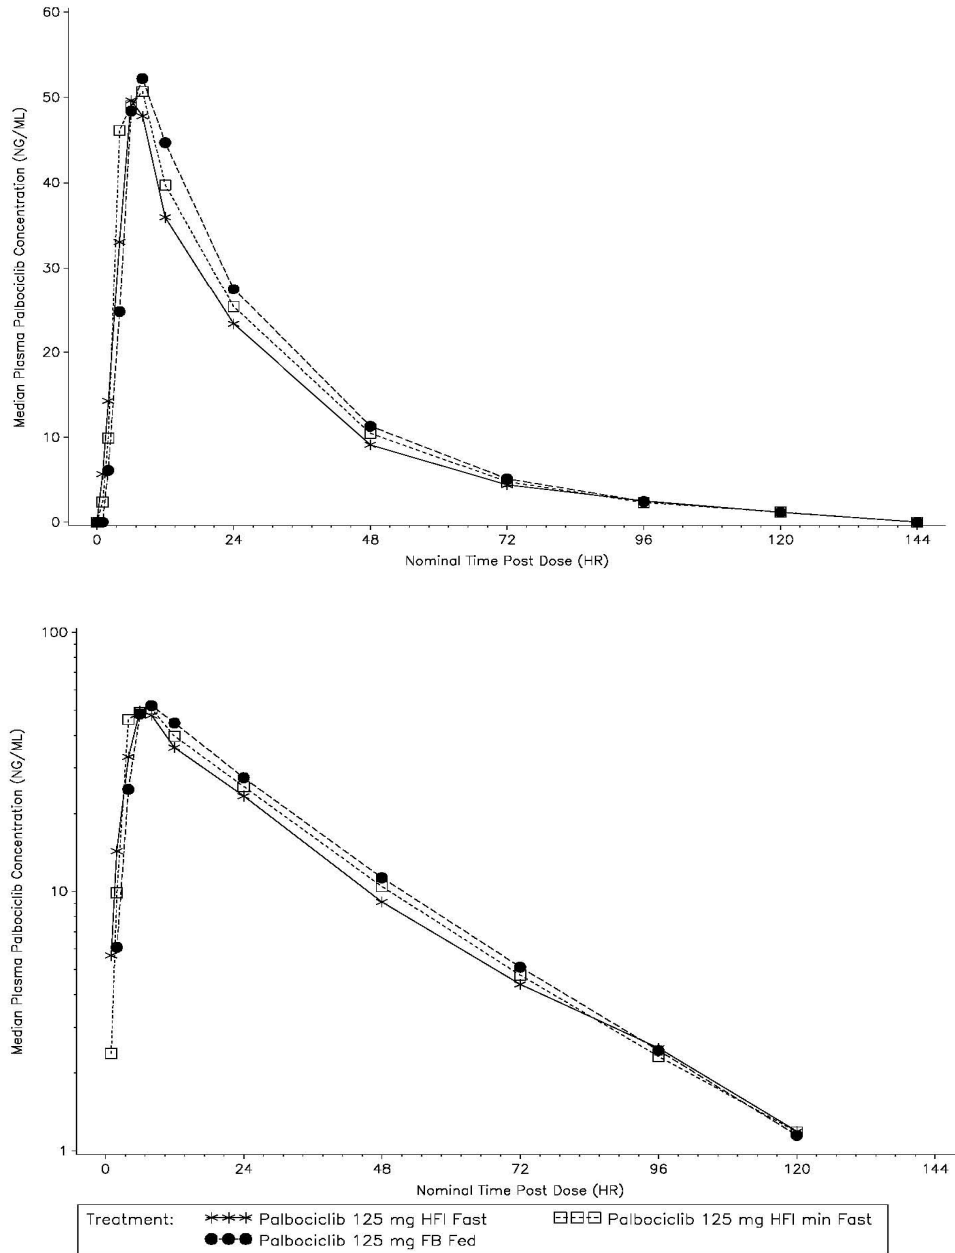 60
50
40
30
20
10
0
Median Plasma Palbociclib Concentration (NG/ML)
0 24 48 72 96 120 144
Nominal Time Post Dose (HR)
100
10
1
Median Plasma Palbociclib Concentration (NG/ML)
0 24 48 72 96 120 144
Nominal Time Post Dose (HR)
Treatment: Palbociclib 125 mg HFI Fast Palbociclib 125 mg HFI min Fast
Palbociclib 125 mg FB Fed